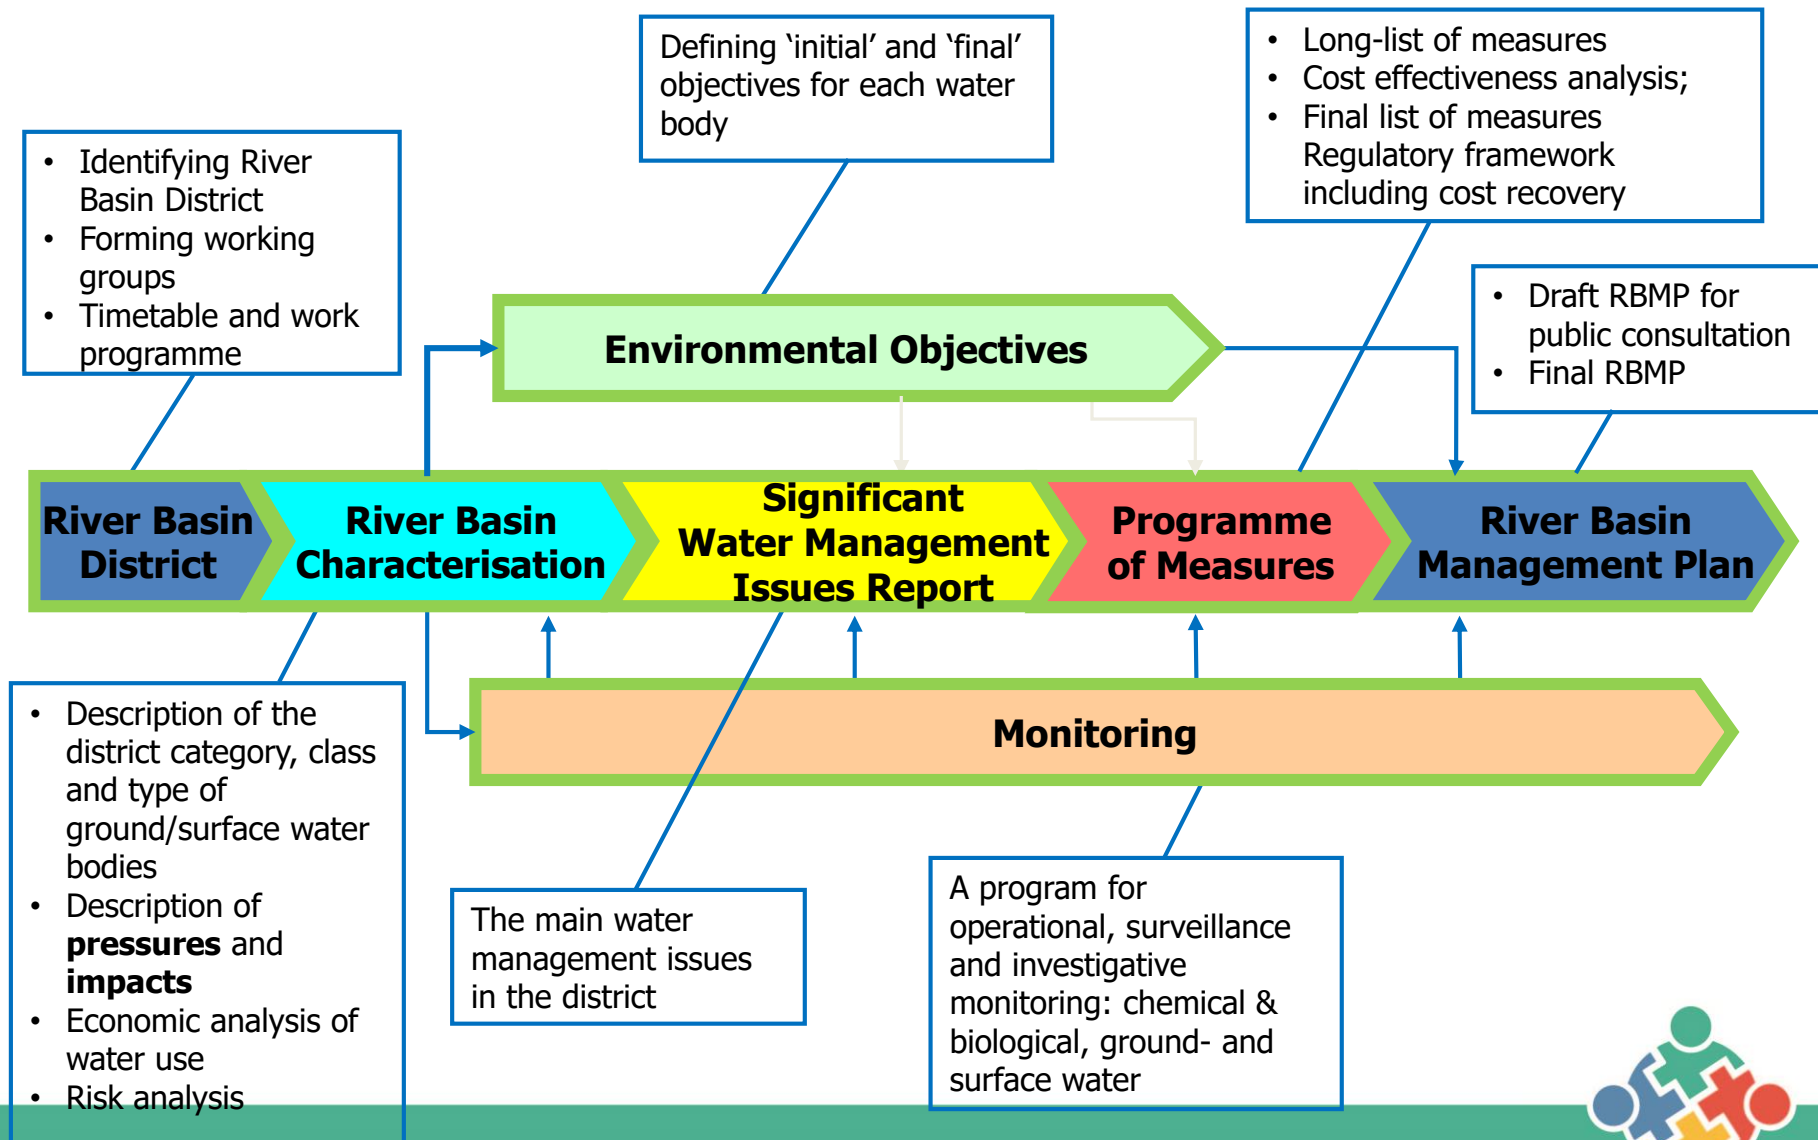 Defining ‘initial’ and ‘final’
objectives for each water
body
• Long-list of measures
• Cost effectiveness analysis;
• Final list of measures
Regulatory framework
including cost recovery
• Identifying River
Basin District
• Forming working
groups
• Timetable and work
programme
• Draft RBMP for
public consultation
• Final RBMP
Environmental Objectives
River Basin
District
River Basin
Characterisation
Significant
Water Management
Issues Report
Programme
of Measures
River Basin
Management Plan
Monitoring
• Description of the
district category, class
and type of
ground/surface water
bodies
• Description of
pressures and
impacts
• Economic analysis of
water use
• Risk analysis
The main water
management issues
in the district
A program for
operational, surveillance
and investigative
monitoring: chemical &
biological, ground- and
surface water